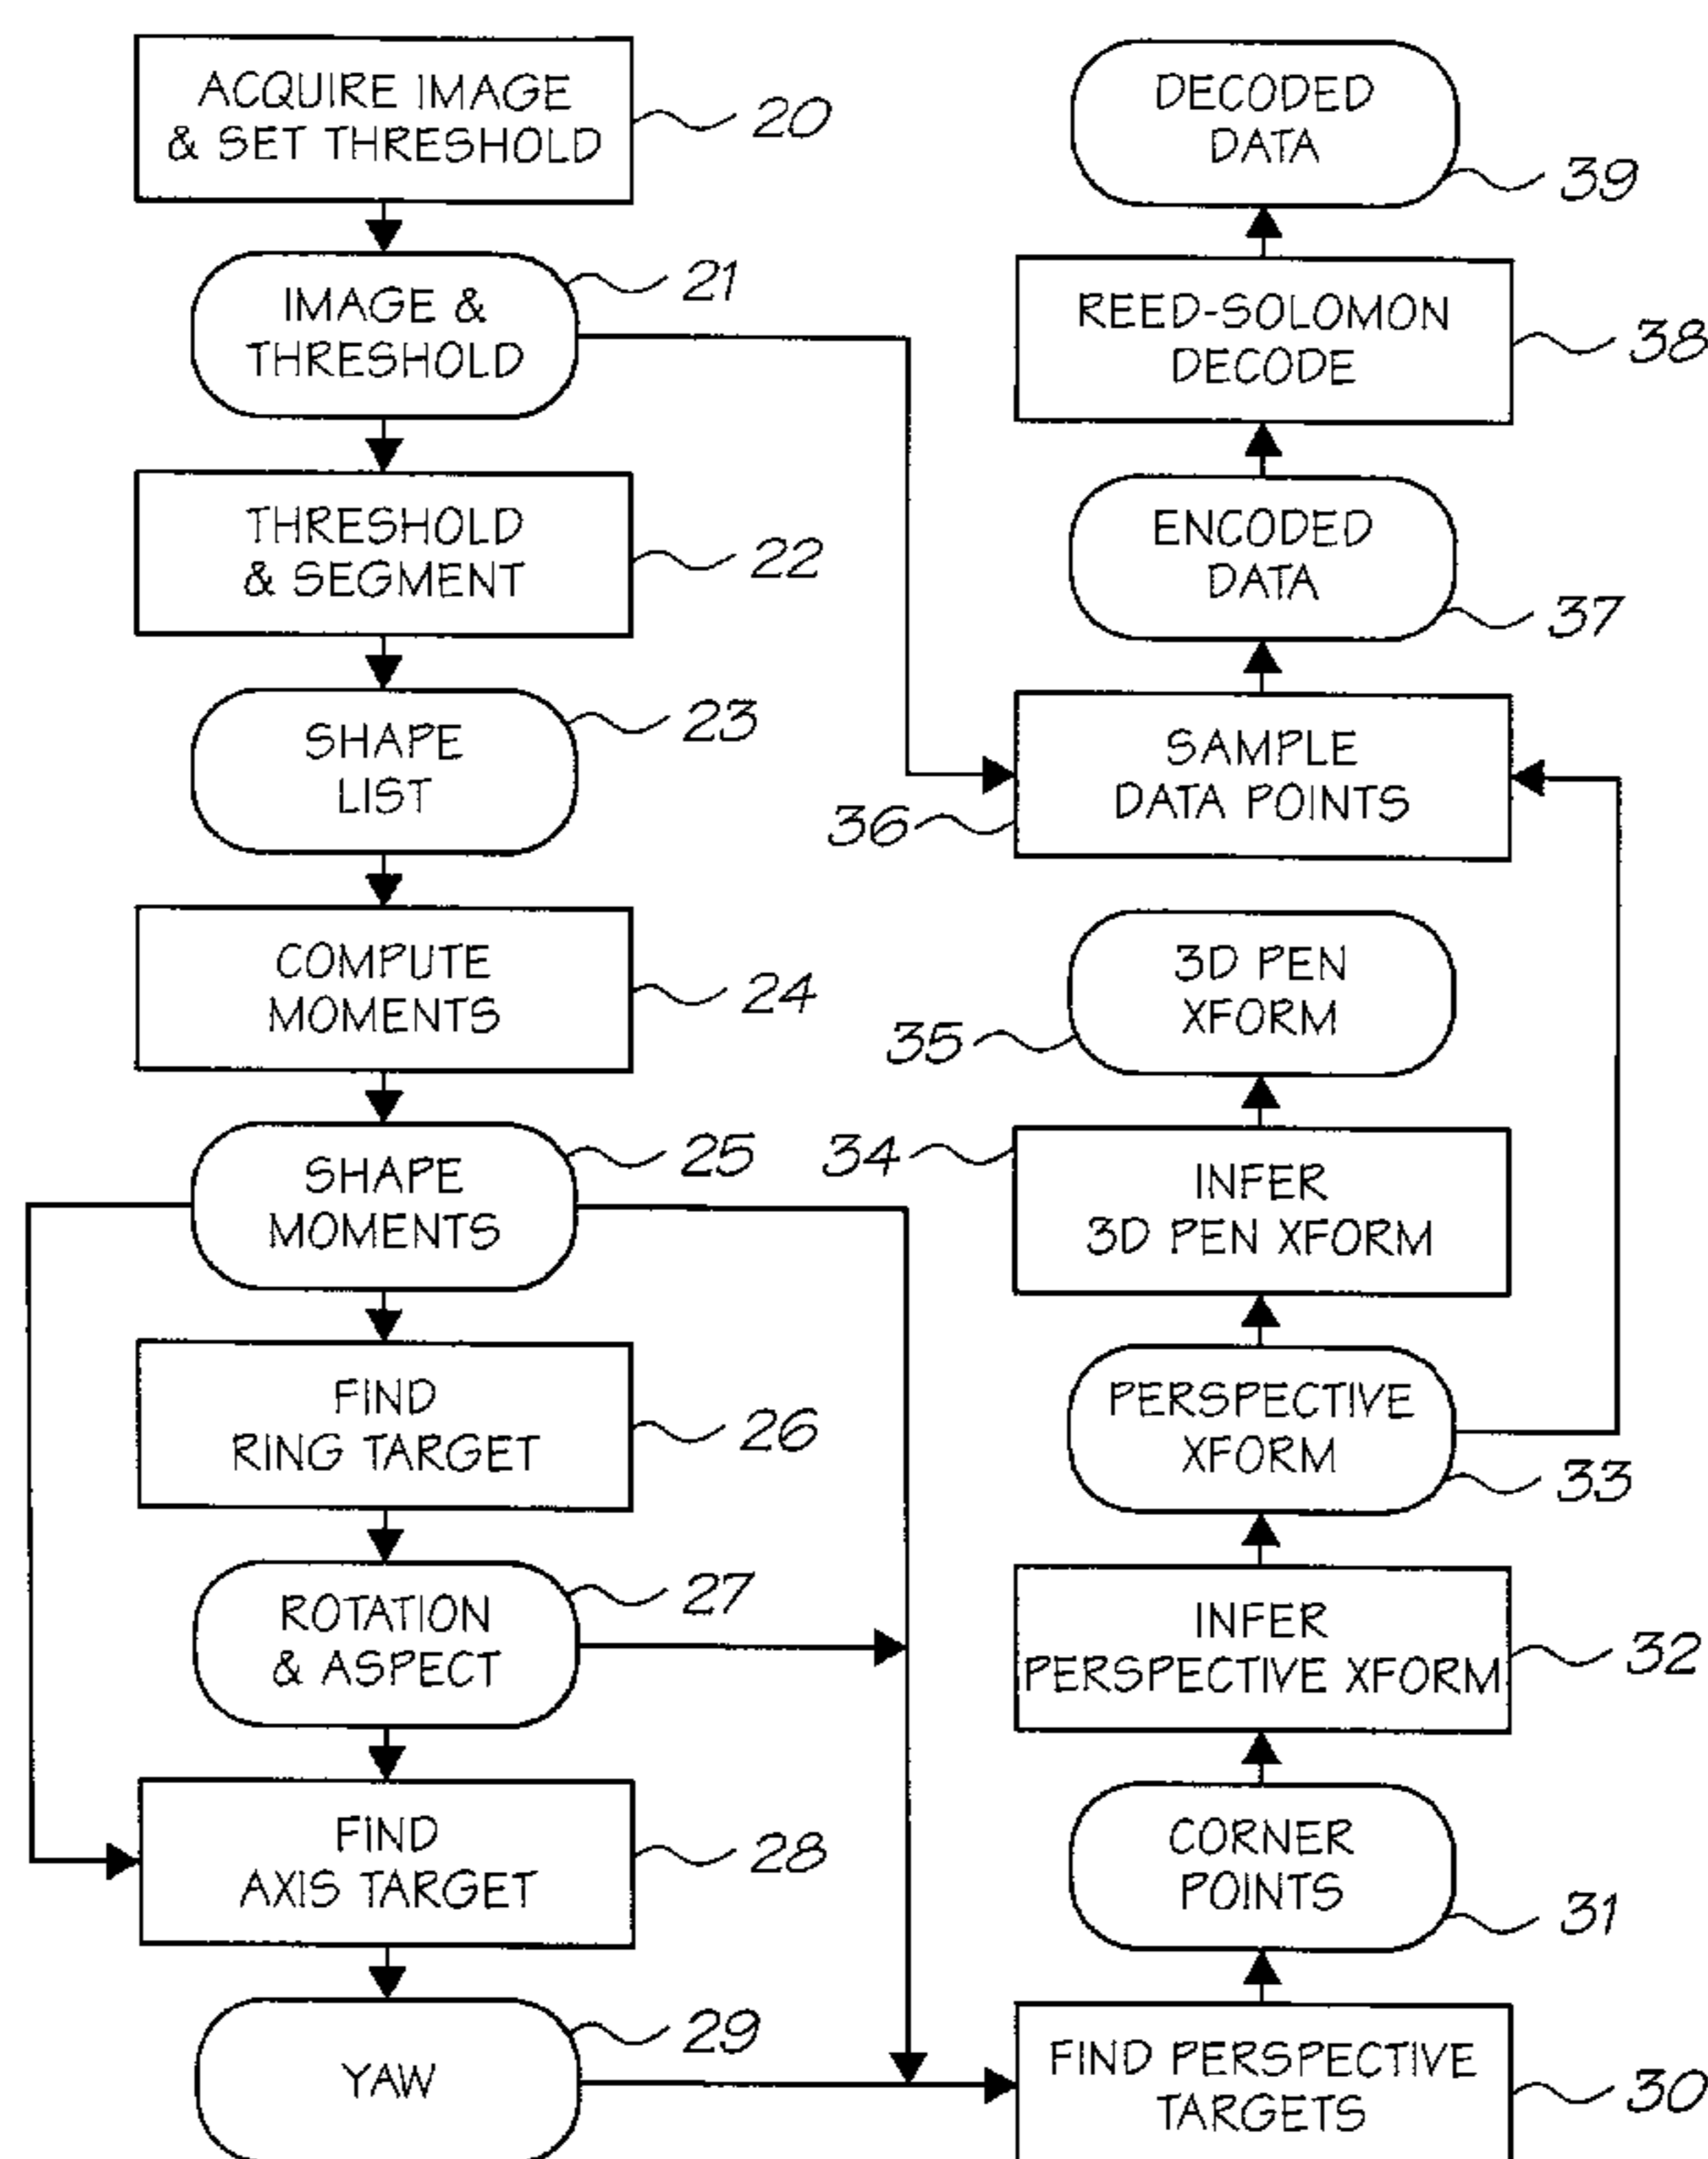 ACQUIRE IMAGE
& SET THRESHOLD
20
IMAGE &
THRESHOLD
21
THRESHOLD
& SEGMENT
22
SHAPE
LIST
23
COMPUTE
MOMENTS
24
SHAPE
MOMENTS
25
FIND
RING TARGET
26
ROTATION
& ASPECT
27
FIND
AXIS TARGET
28
YAW
29
FIND PERSPECTIVE
TARGETS
30
CORNER
POINTS
31
INFER
PERSPECTIVE XFORM
32
PERSPECTIVE
XFORM
33
INFER
3D PEN XFORM
34
3D PEN
XFORM
35
SAMPLE
DATA POINTS
36
ENCODED
DATA
37
REED-SOLOMON
DECODE
38
DECODED
DATA
39